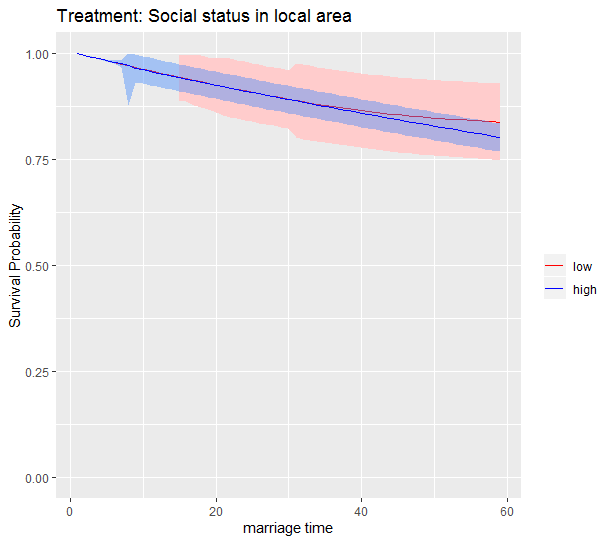 Treatment: Social status in local area
1.00
0.75
0.50
0.25
0.00
Survival Probability
0
20
40
60
marriage time
low
high